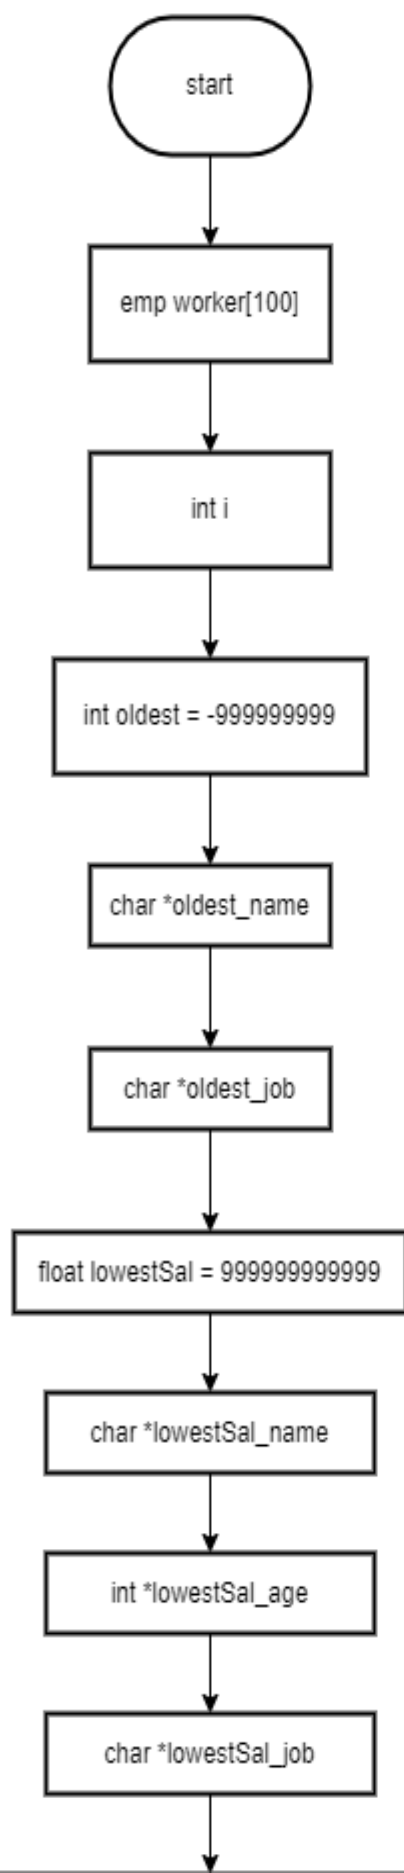 start
emp worker[100]
int i
int oldest = -999999999
char *oldest_name
char *oldest_job
float lowestSal = 999999999999
char *lowestSal_name
int *lowestSal_age
char *lowestSal_job